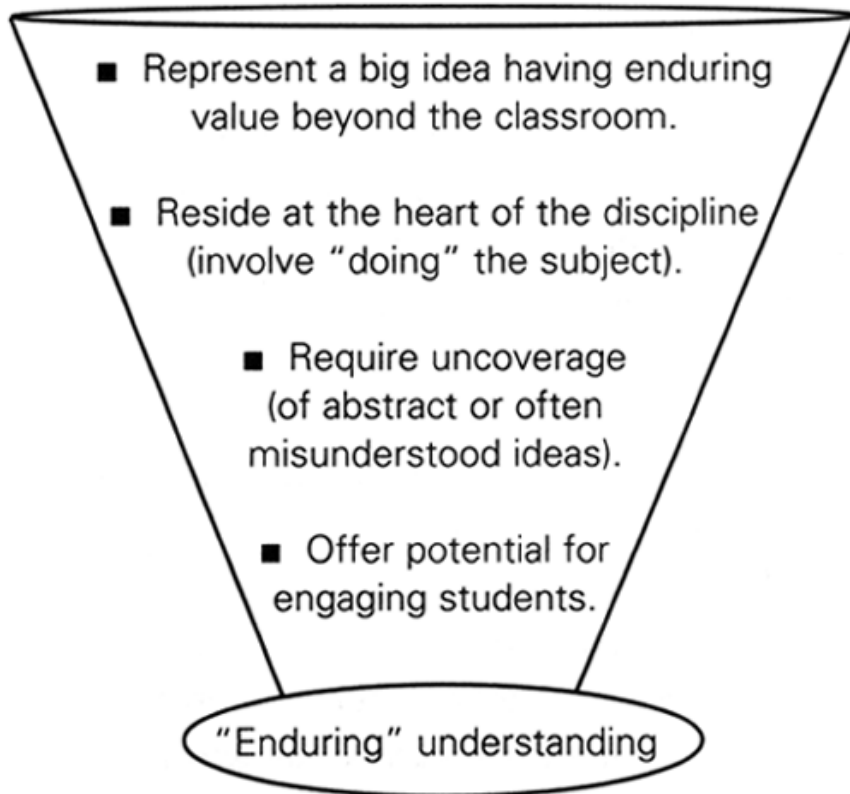 ■ Represent a big idea having enduring
value beyond the classroom.
■ Reside at the heart of the discipline
(involve “doing” the subject).
■ Require uncoverage
(of abstract or often
misunderstood ideas).
■ Offer potential for
engaging students.
“Enduring” understanding